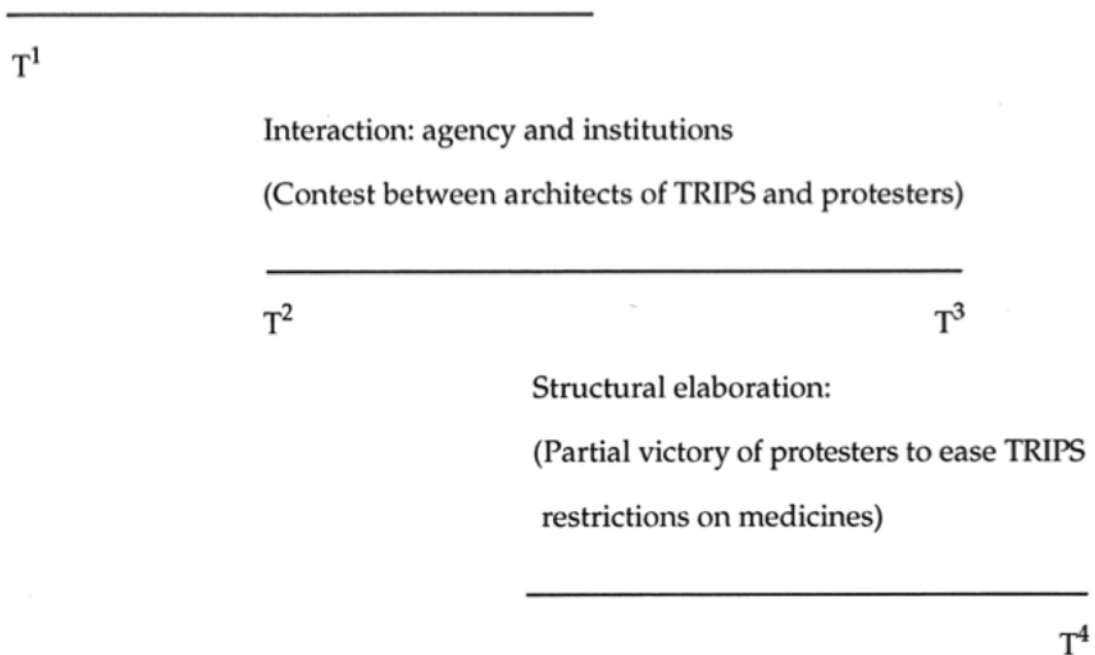 T¹
Interaction: agency and institutions
(Contest between architects of TRIPS and protesters)
T² T³
Structural elaboration:
(Partial victory of protesters to ease TRIPS
restrictions on medicines)
T⁴